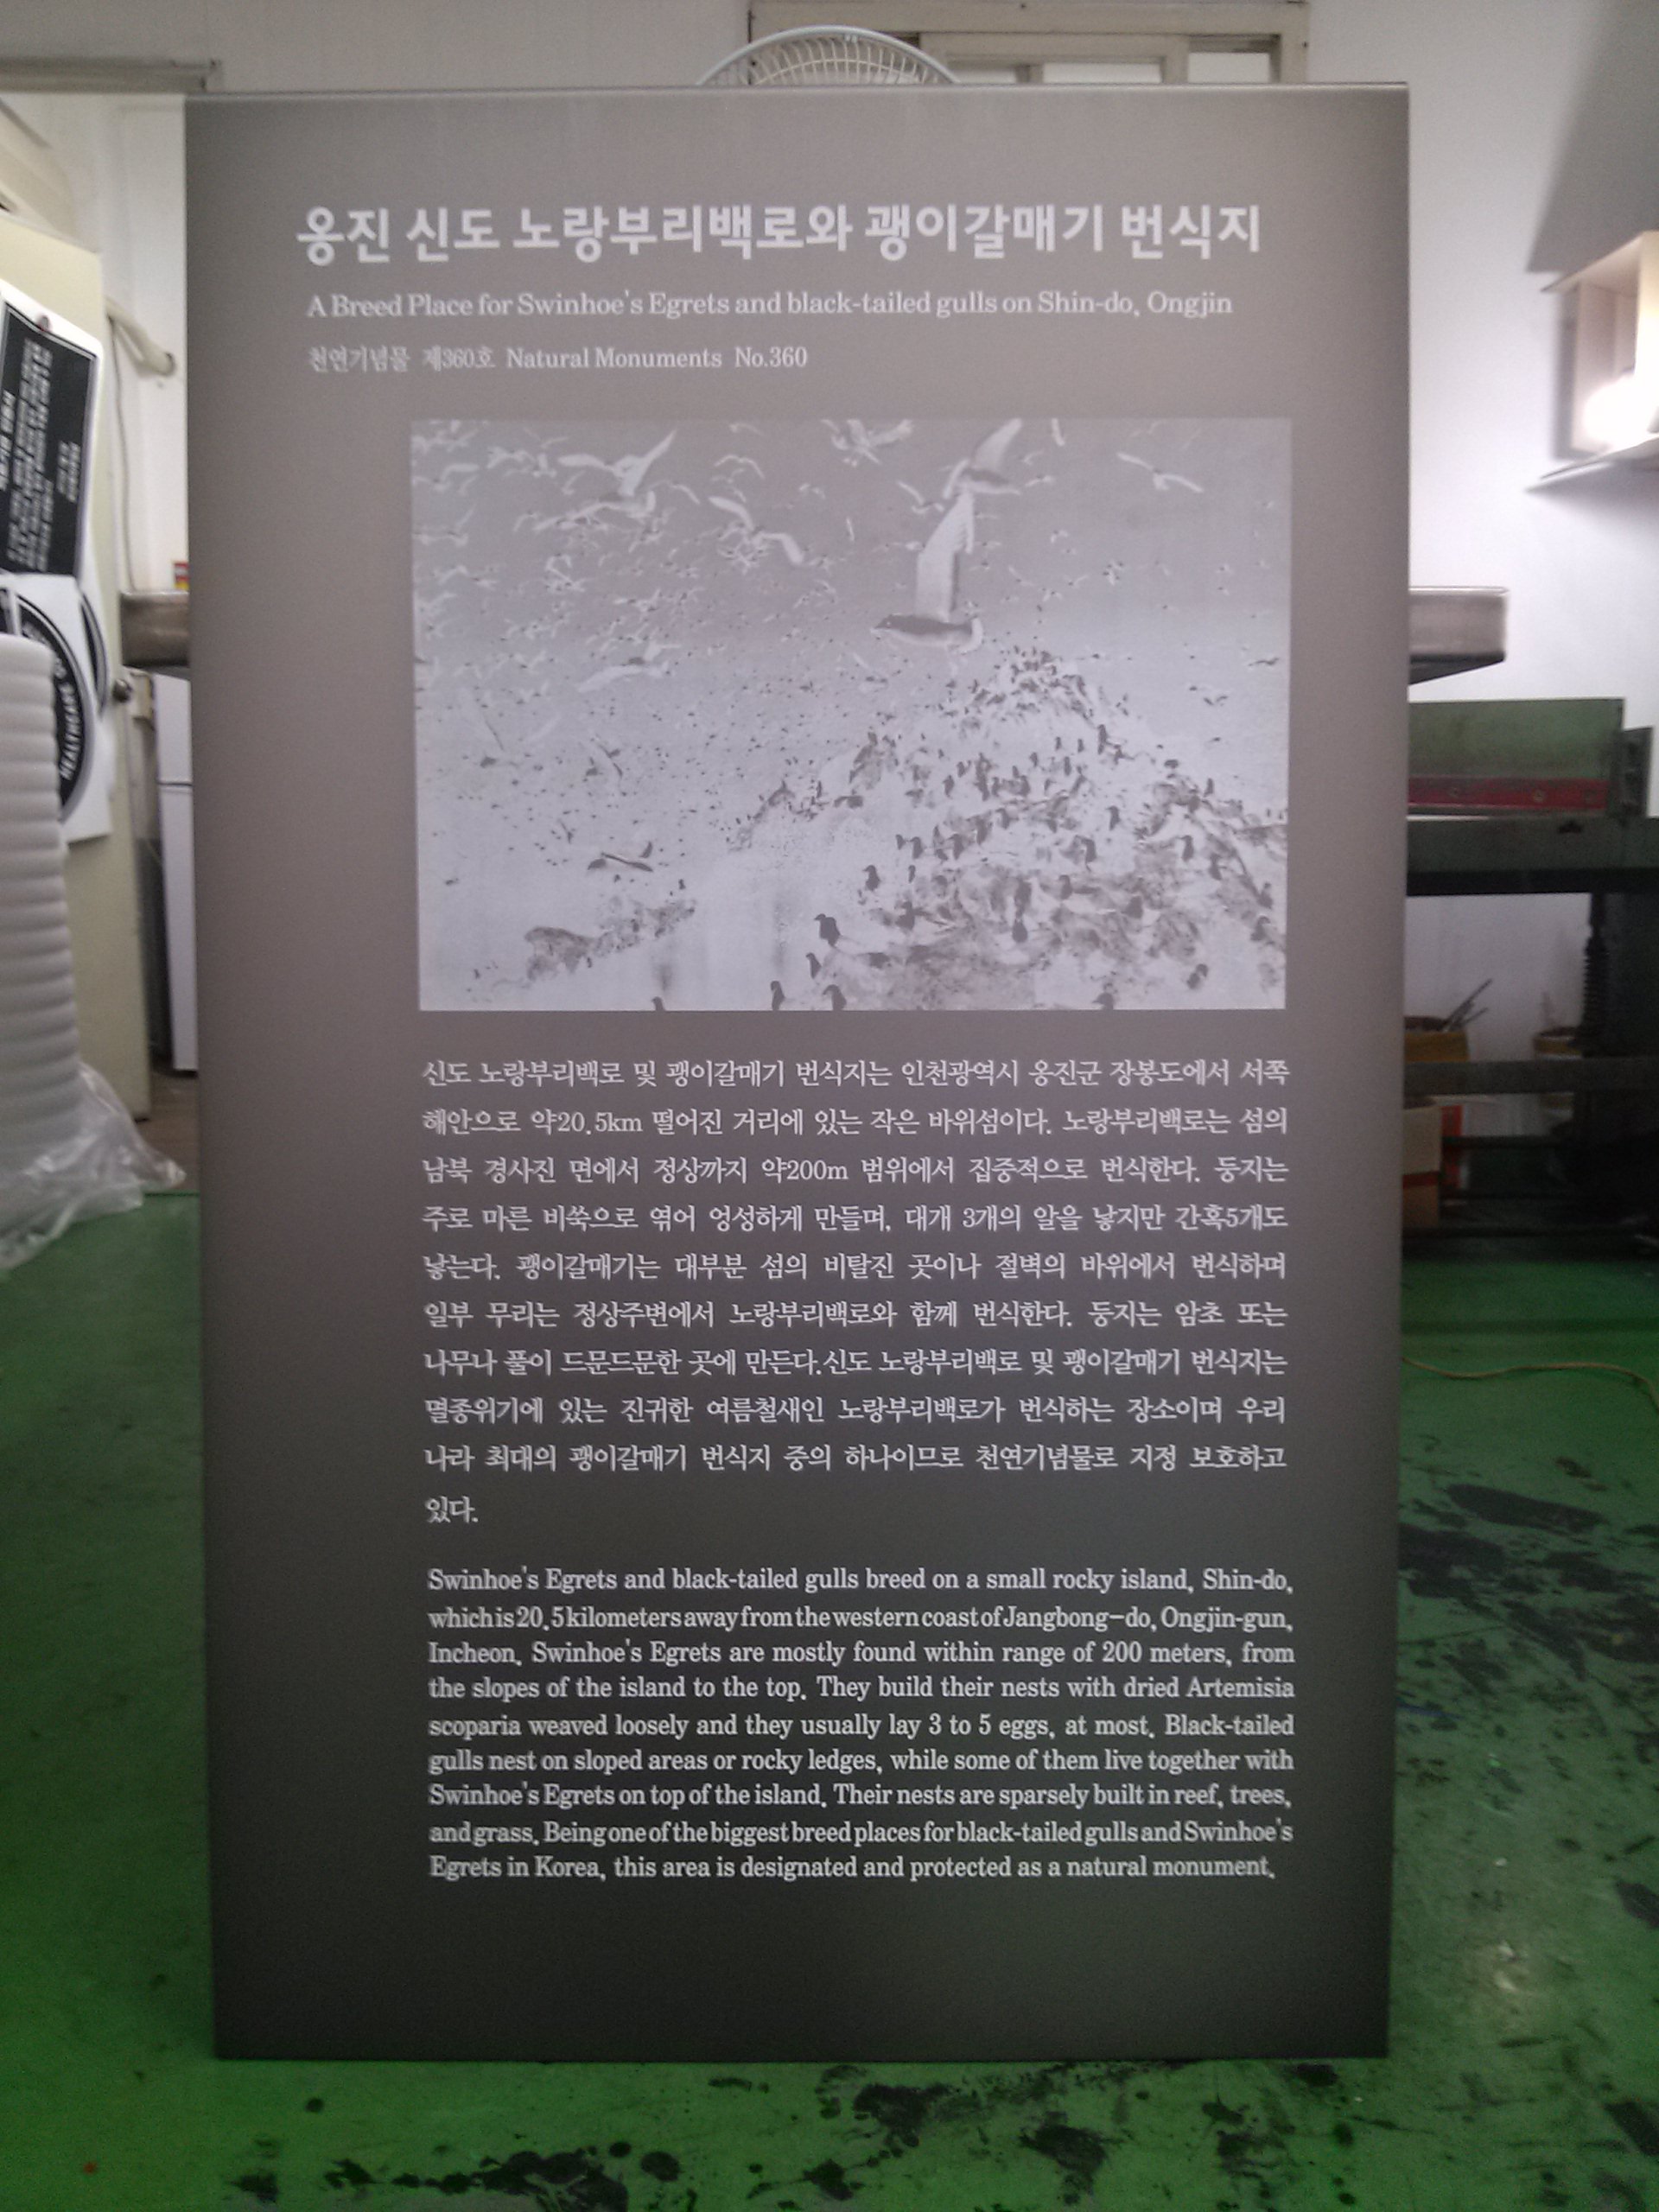 옹진 신도 노랑부리백로와 괭이갈매기 번식지
A Breed Place for Swinhoe's Egrets and black-tailed gulls on Shin-do, Ongjin
천연기념물 제360호 Natural Monuments No.360
신도 노랑부리백로 및 괭이갈매기 번식지는 인천광역시 옹진군 장봉도에서 서쪽
해안으로 약20.5km 떨어진 거리에 있는 작은 바위섬이다. 노랑부리백로는 섬의
남북 경사진 면에서 정상까지 약200m 범위에서 집중적으로 번식한다. 둥지는
주로 마른 비쑥으로 엮어 엉성하게 만들며, 대개 3개의 알을 낳지만 간혹5개도
낳는다. 괭이갈매기는 대부분 섬의 비탈진 곳이나 절벽의 바위에서 번식하며
일부 무리는 정상주변에서 노랑부리백로와 함께 번식한다. 둥지는 암초 또는
나무나 풀이 드문드문한 곳에 만든다.신도 노랑부리백로 및 괭이갈매기 번식지는
멸종위기에 있는 진귀한 여름철새인 노랑부리백로가 번식하는 장소이며 우리
나라 최대의 괭이갈매기 번식지 중의 하나이므로 천연기념물로 지정 보호하고
있다.
Swinhoe's Egrets and black-tailed gulls breed on a small rocky island, Shin-do,
which is 20.5 kilometers away from the western coast of Jangbong-do, Ongjin-gun,
Incheon. Swinhoe's Egrets are mostly found within range of 200 meters, from
the slopes of the island to the top. They build their nests with dried Artemisia
scoparia weaved loosely and they usually lay 3 to 5 eggs, at most. Black-tailed
gulls nest on sloped areas or rocky ledges, while some of them live together with
Swinhoe's Egrets on top of the island. Their nests are sparsely built in reef, trees,
and grass. Being one of the biggest breed places for black-tailed gulls and Swinhoe's
Egrets in Korea, this area is designated and protected as a natural monument.